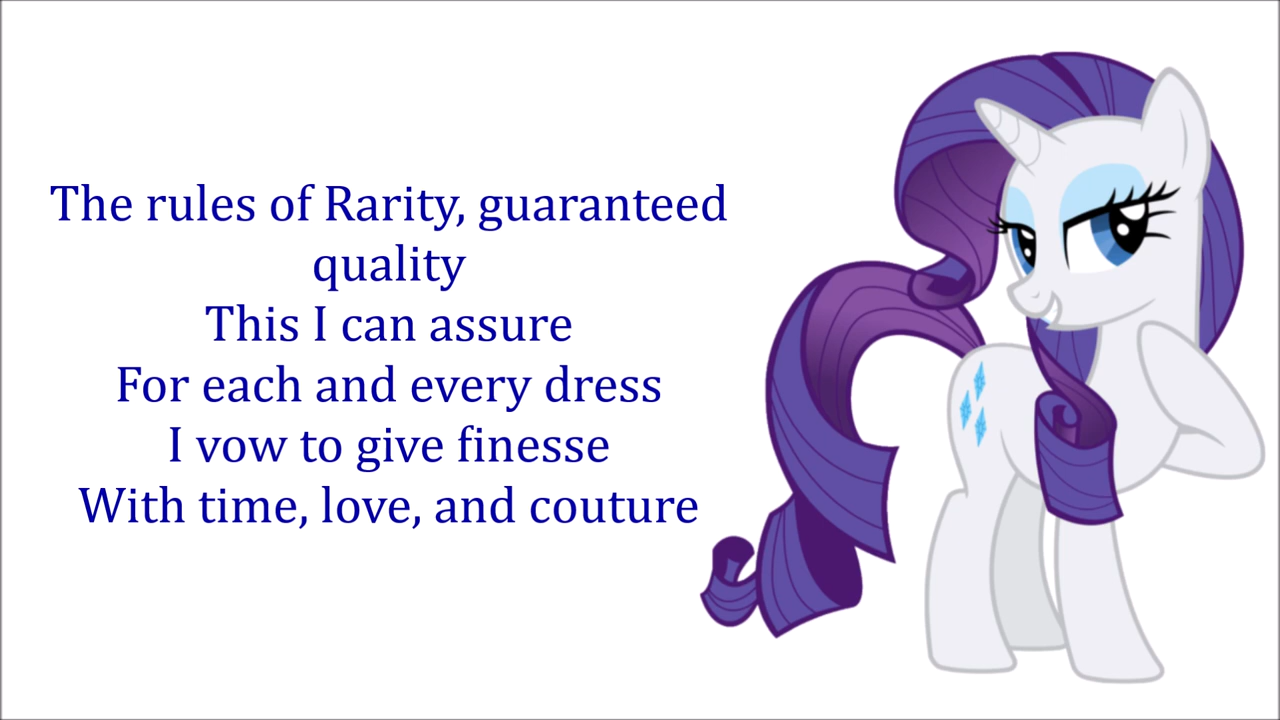 The rules of Rarity, guaranteed
quality
This I can assure
For each and every dress
I vow to give finesse
With time, love, and couture